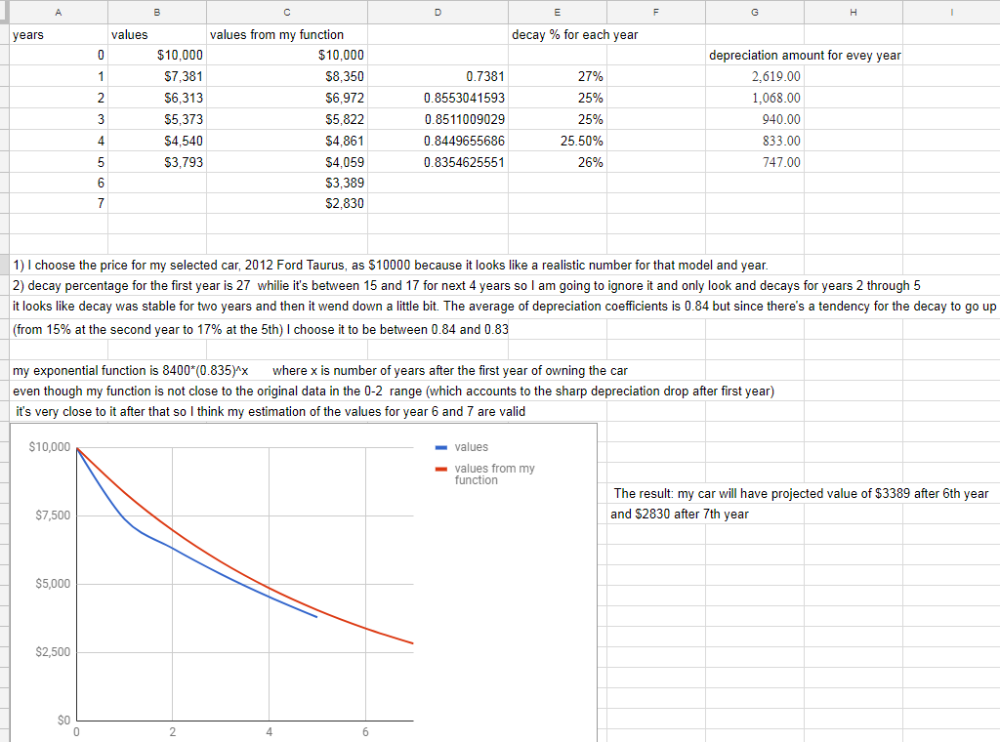 A B C D E F G H I
years values values from my function decay % for each year
0 $10,000 $10,000 depreciation amount for evey year
1 $7,381 $8,350 0.7381 27% 2,619.00
2 $6,313 $6,972 0.8553041593 25% 1,068.00
3 $5,373 $5,822 0.8511009029 25% 940.00
4 $4,540 $4,861 0.8449655686 25.50% 833.00
5 $3,793 $4,059 0.8354625551 26% 747.00
6 $3,389
7 $2,830
1) I choose the price for my selected car, 2012 Ford Taurus, as $10000 because it looks like a realistic number for that model and year.
2) decay percentage for the first year is 27 whilie it's between 15 and 17 for next 4 years so I am going to ignore it and only look and decays for years 2 through 5
it looks like decay was stable for two years and then it wend down a little bit. The average of depreciation coefficients is 0.84 but since there's a tendency for the decay to go up
(from 15% at the second year to 17% at the 5th) I choose it to be between 0.84 and 0.83
my exponential function is 8400*(0.835)^x where x is number of years after the first year of owning the car
even though my function is not close to the original data in the 0-2 range (which accounts to the sharp depreciation drop after first year)
it's very close to it after that so I think my estimation of the values for year 6 and 7 are valid
$10,000
$7,500
$5,000
$2,500
$0
0 2 4 6
values
values from my
function
The result: my car will have projected value of $3389 after 6th year
and $2830 after 7th year